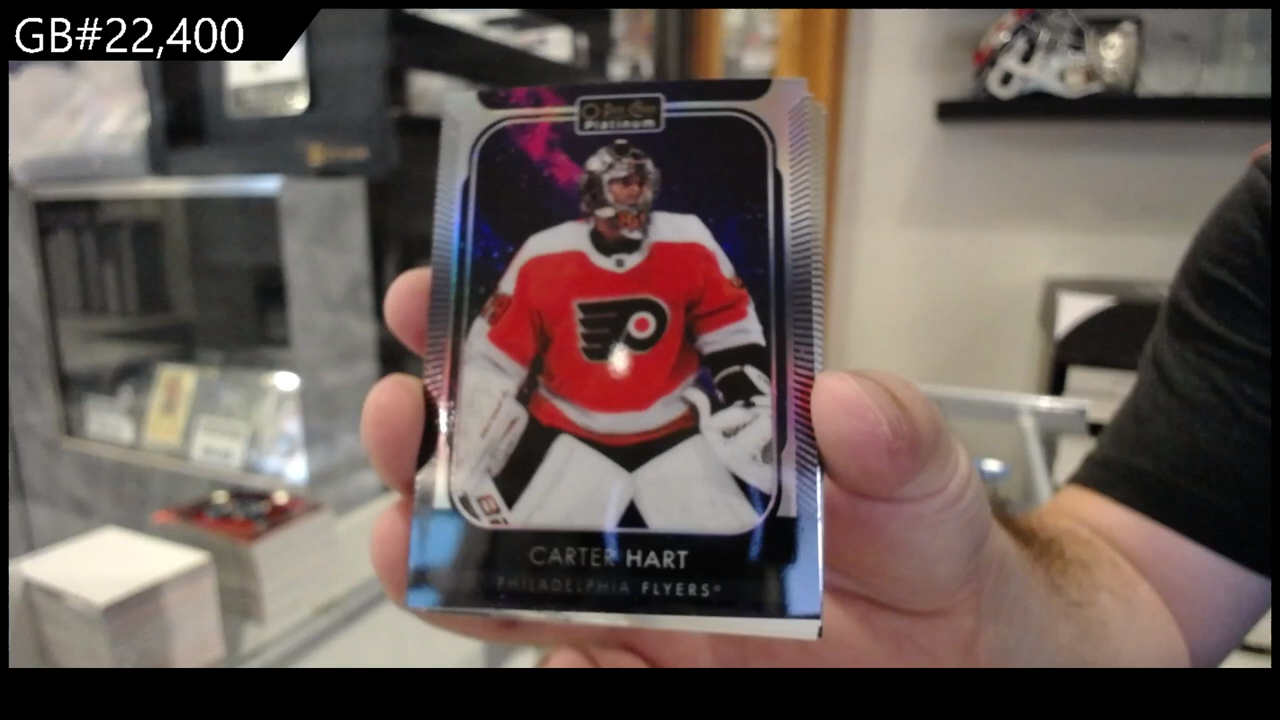 GB#22,400
O-Pee-Chee
Platinum
CARTER HART
PHILADELPHIA FLYERS®